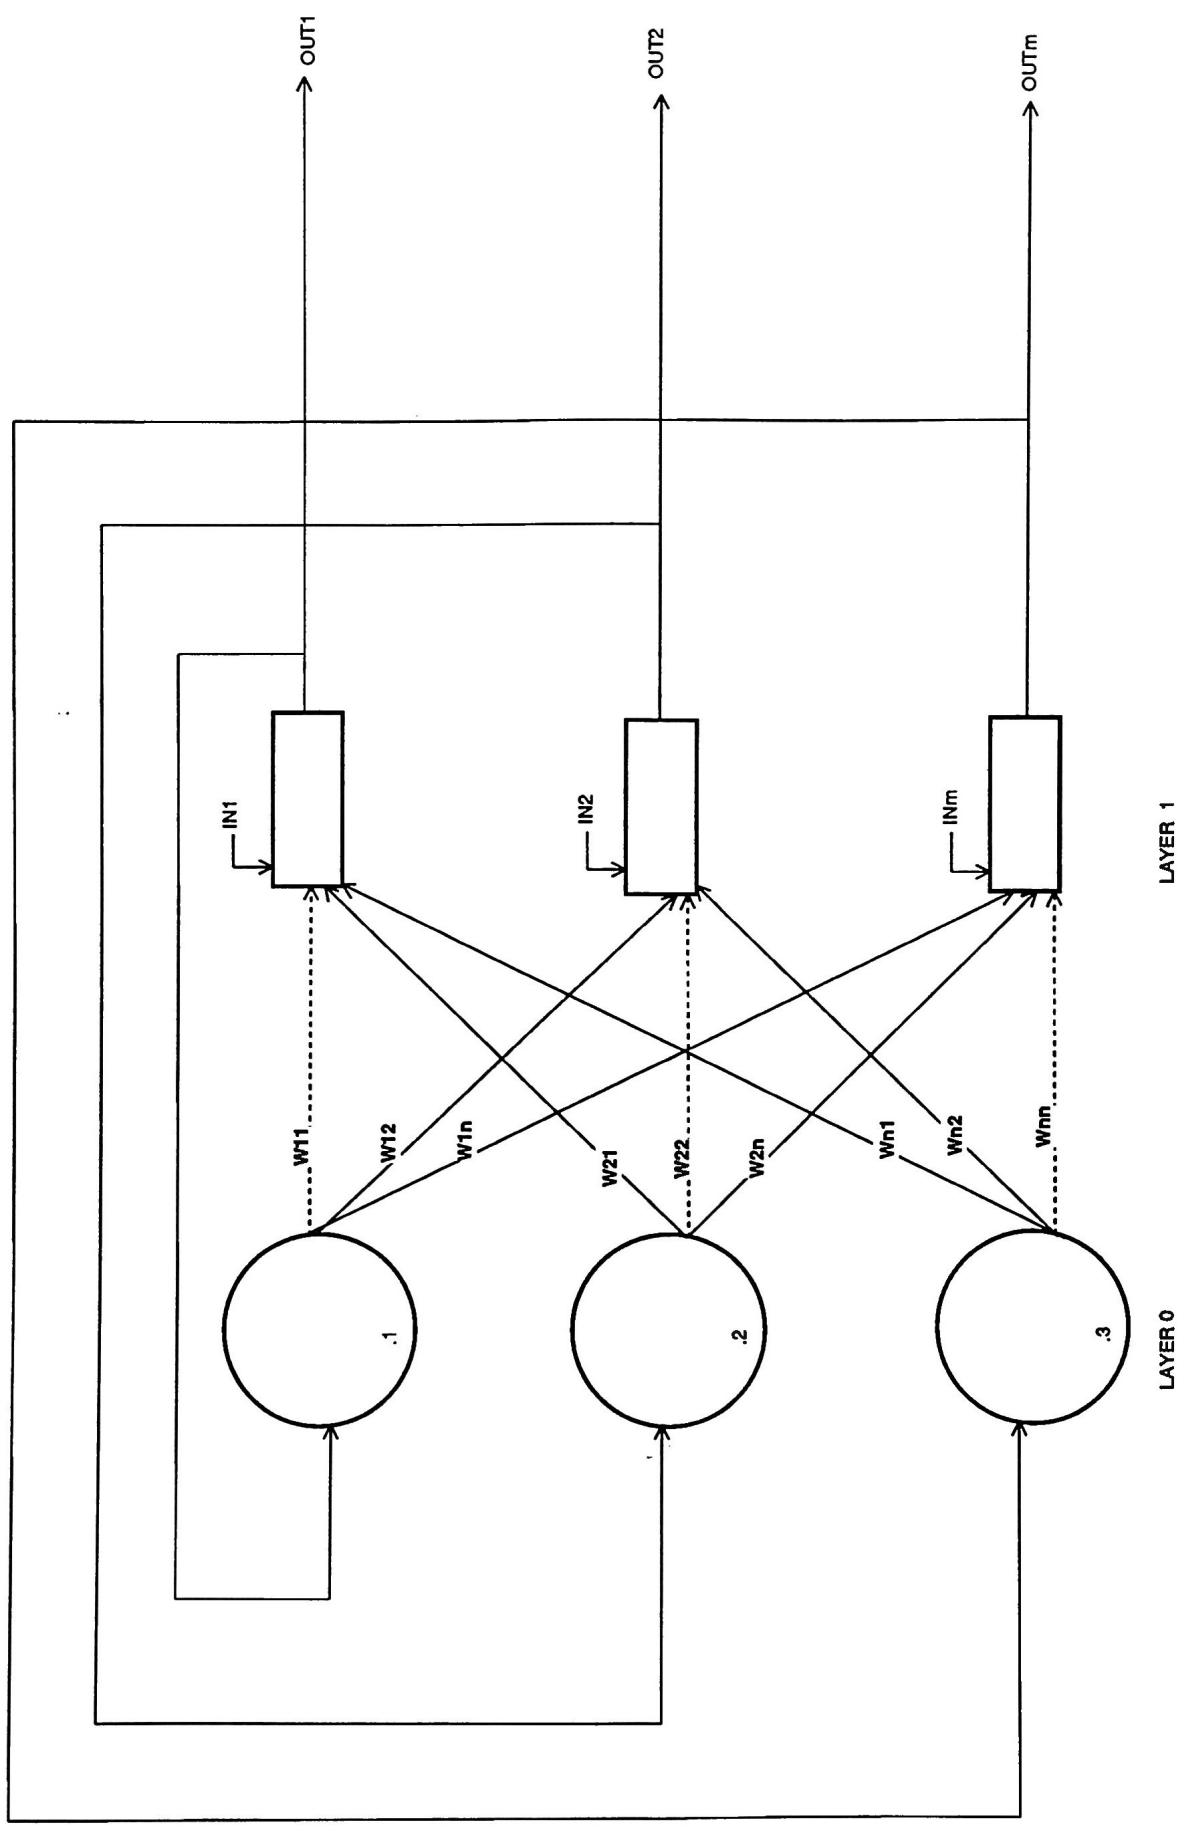 OUT1
OUT2
OUTm
IN1
IN2
INm
W11
W12
W1n
W21
W22
W2n
Wn1
Wn2
Wnn
.1
.2
.3
LAYER 0
LAYER 1